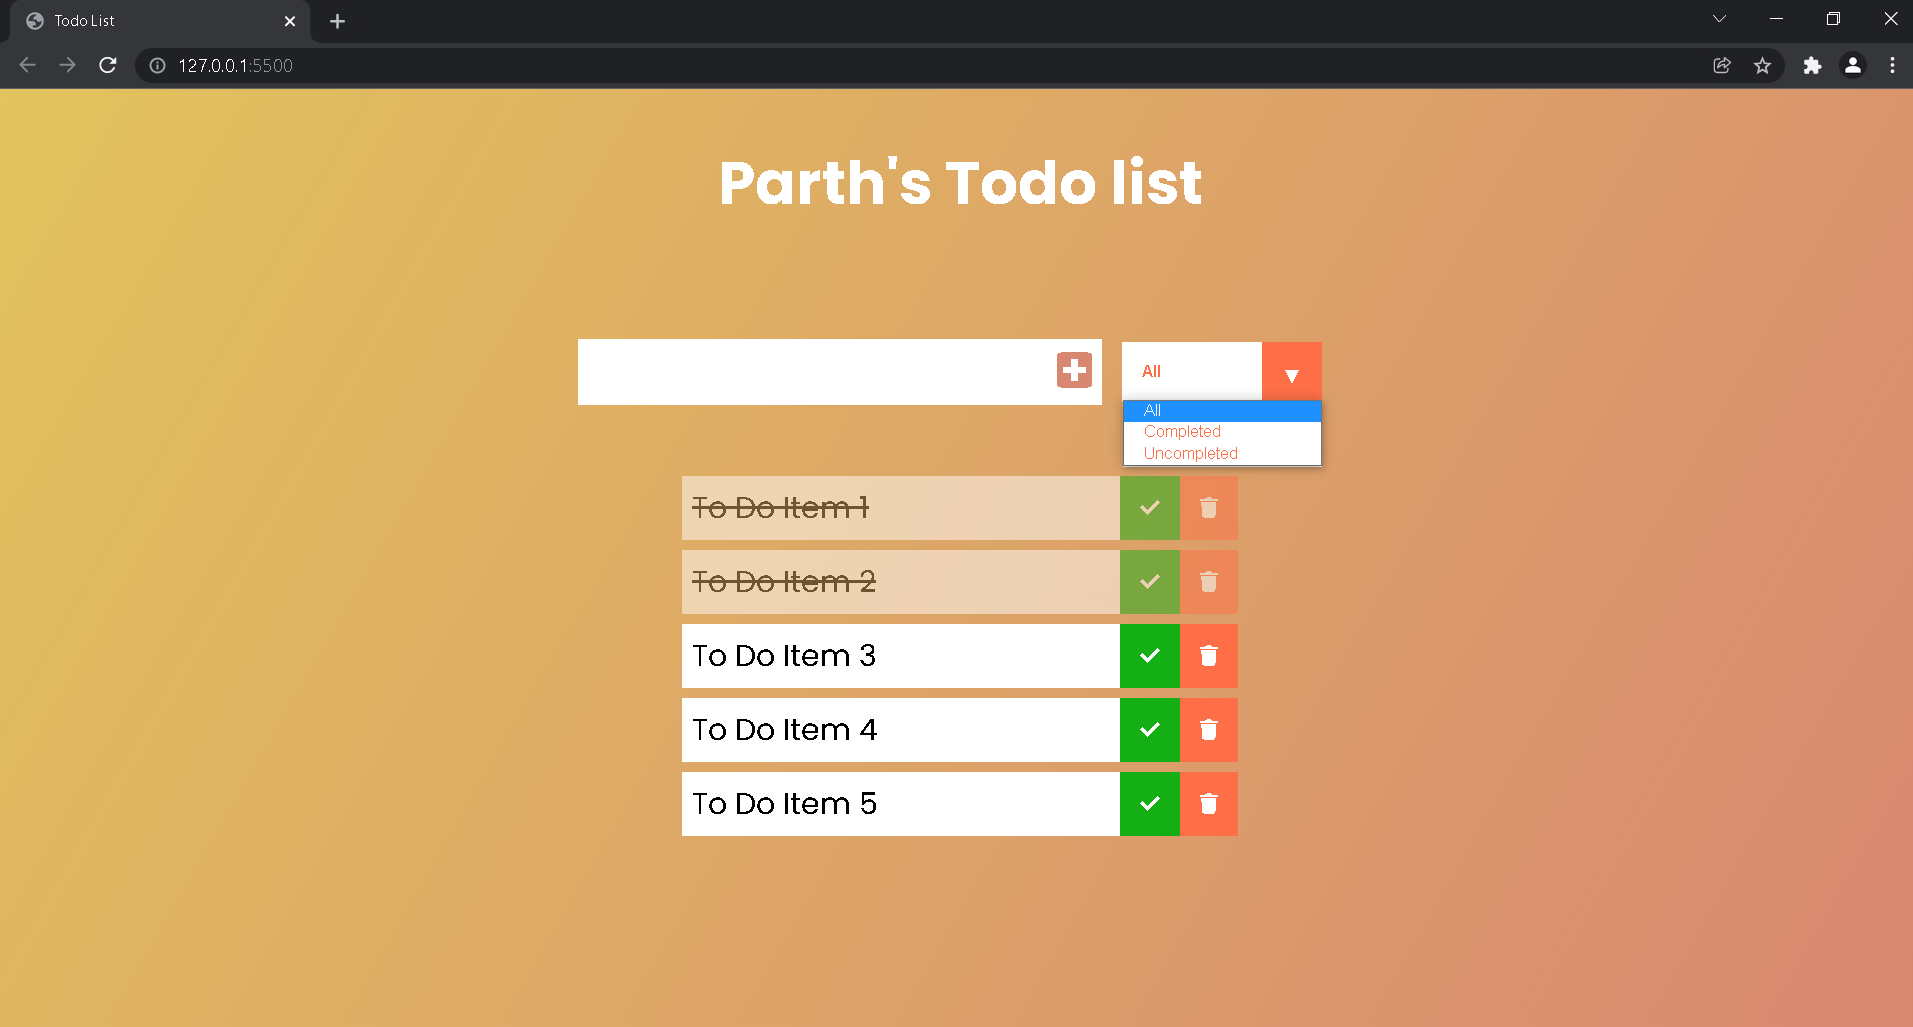 Todo List
127.0.0.1:5500
Parth's Todo list
All
All
Completed
Uncompleted
To Do Item 1
To Do Item 2
To Do Item 3
To Do Item 4
To Do Item 5